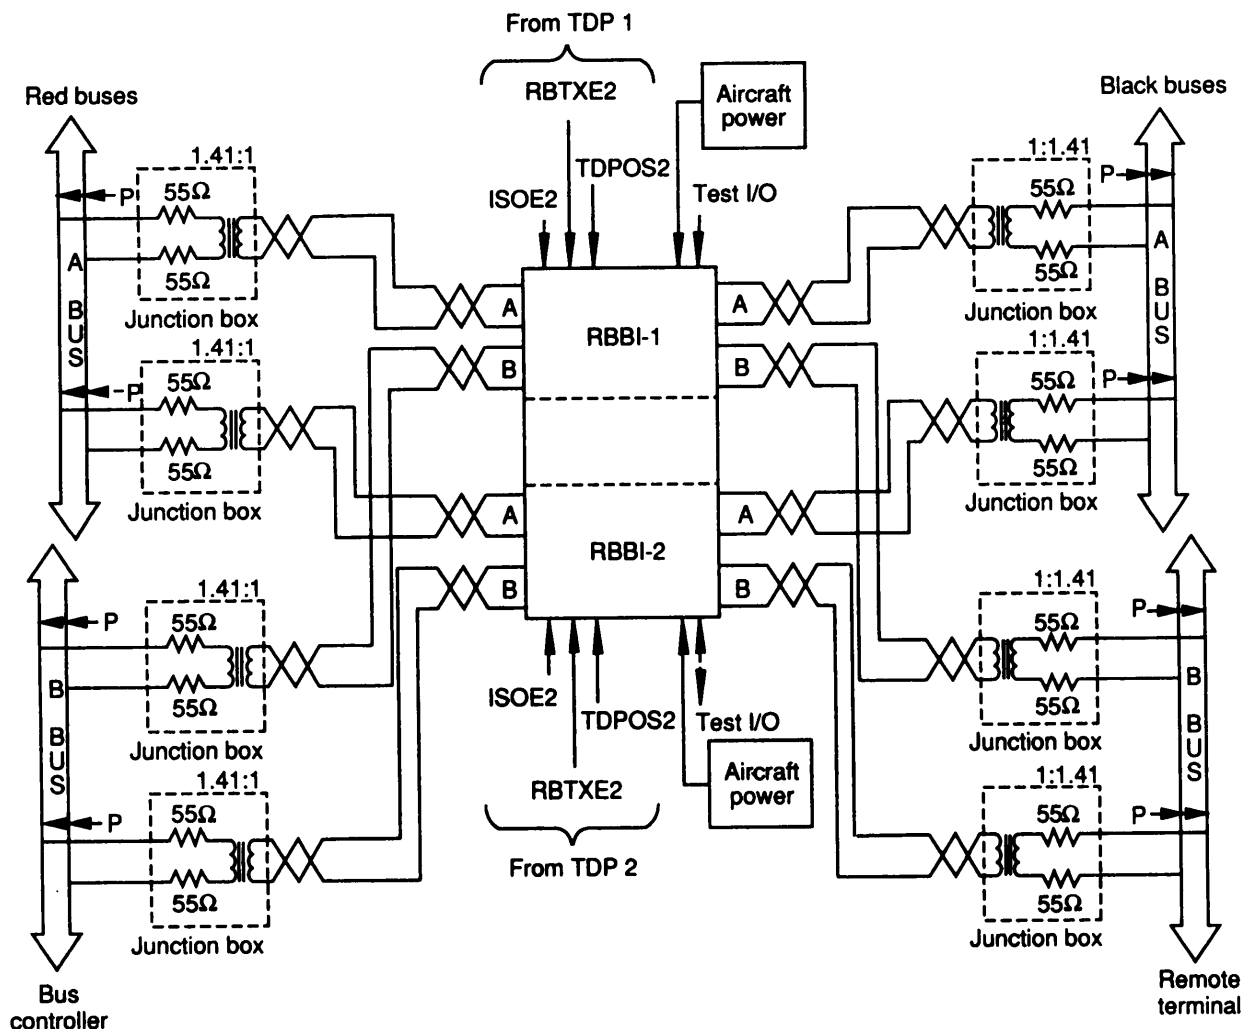 From TDP 1
RBTXE2
Aircraft
power
Red buses
Black buses
1.41:1
1:1.41
P
55Ω
ISOE2
TDPOS2
Test I/O
P
55Ω
A BUS
55Ω
A
A
55Ω
A BUS
Junction box
RBBI-1
Junction box
1.41:1
1:1.41
P
55Ω
B
B
P
55Ω
55Ω
55Ω
Junction box
A
A
Junction box
RBBI-2
1.41:1
B
B
1:1.41
P
55Ω
P
55Ω
B BUS
55Ω
ISOE2
TDPOS2
Test I/O
55Ω
B BUS
Junction box
Junction box
1.41:1
RBTXE2
Aircraft
power
1:1.41
P
55Ω
P
55Ω
From TDP 2
55Ω
55Ω
Junction box
Junction box
Bus
controller
Remote
terminal